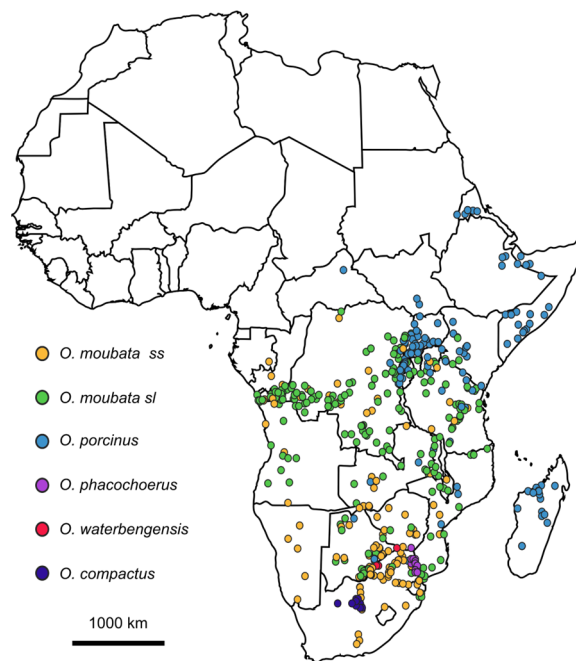 O. moubata ss
O. moubata sl
O. porcinus
O. phacochoerus
O. waterbengensis
O. compactus
1000 km